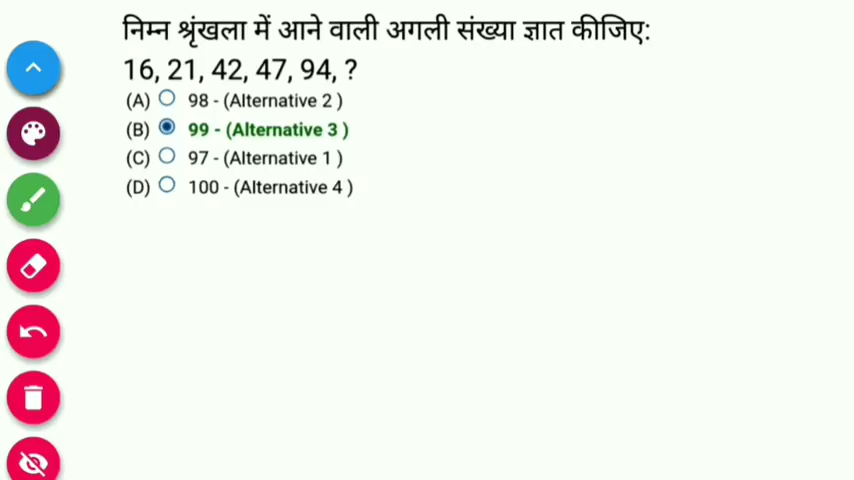 निम्न श्रृंखला में आने वाली अगली संख्या ज्ञात कीजिए:
16, 21, 42, 47, 94, ?
(A) 98 - (Alternative 2 )
(B) 99 - (Alternative 3 )
(C) 97 - (Alternative 1 )
(D) 100 - (Alternative 4 )